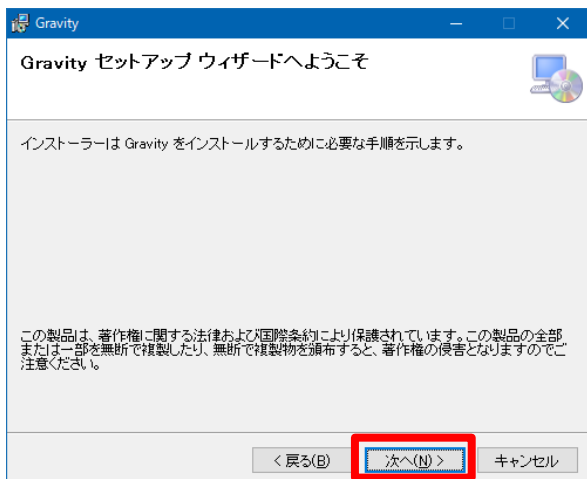 Gravity
Gravity セットアップ ウィザードへようこそ
インストーラーは Gravity をインストールするために必要な手順を示します。
この製品は、著作権に関する法律および国際条約により保護されています。この製品の全部
または一部を無断で複製したり、無断で複製物を頒布すると、著作権の侵害となりますのでご
注意ください。
< 戻る(B) 次へ(N) > キャンセル